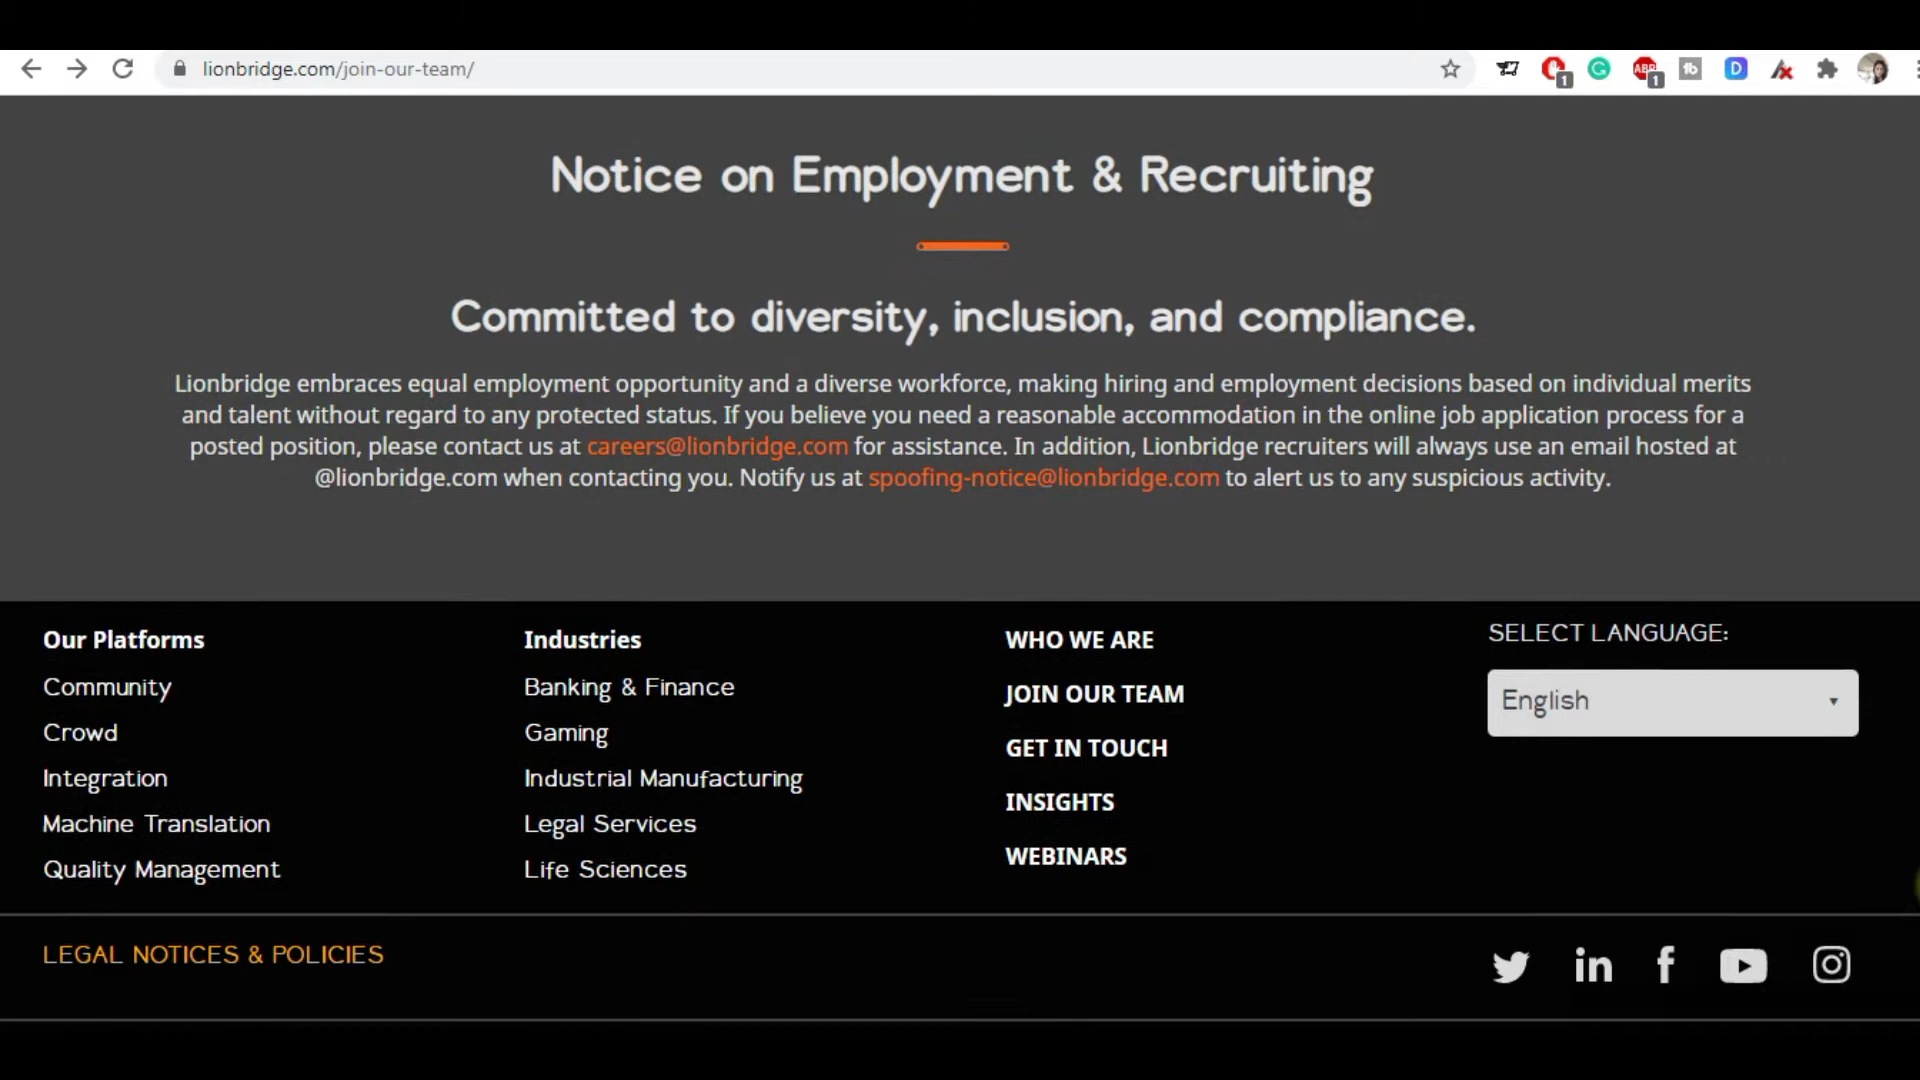 lionbridge.com/join-our-team/
1
ABP
1
tb
D
Notice on Employment & Recruiting
Committed to diversity, inclusion, and compliance.
Lionbridge embraces equal employment opportunity and a diverse workforce, making hiring and employment decisions based on individual merits
and talent without regard to any protected status. If you believe you need a reasonable accommodation in the online job application process for a
posted position, please contact us at careers@lionbridge.com for assistance. In addition, Lionbridge recruiters will always use an email hosted at
@lionbridge.com when contacting you. Notify us at spoofing-notice@lionbridge.com to alert us to any suspicious activity.
Our Platforms
Community
Crowd
Integration
Machine Translation
Quality Management
Industries
Banking & Finance
Gaming
Industrial Manufacturing
Legal Services
Life Sciences
WHO WE ARE
JOIN OUR TEAM
GET IN TOUCH
INSIGHTS
WEBINARS
SELECT LANGUAGE:
English
LEGAL NOTICES & POLICIES